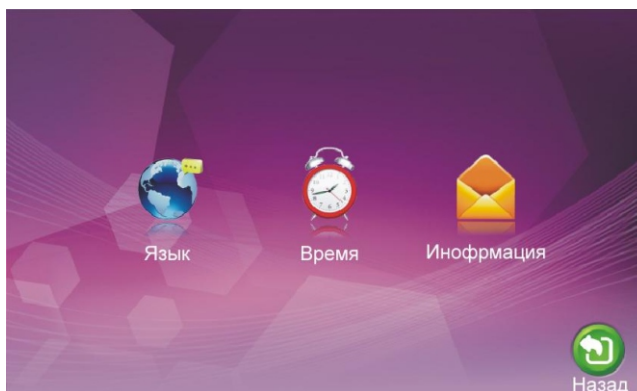 Язык
Время
Инофрмация
Назад